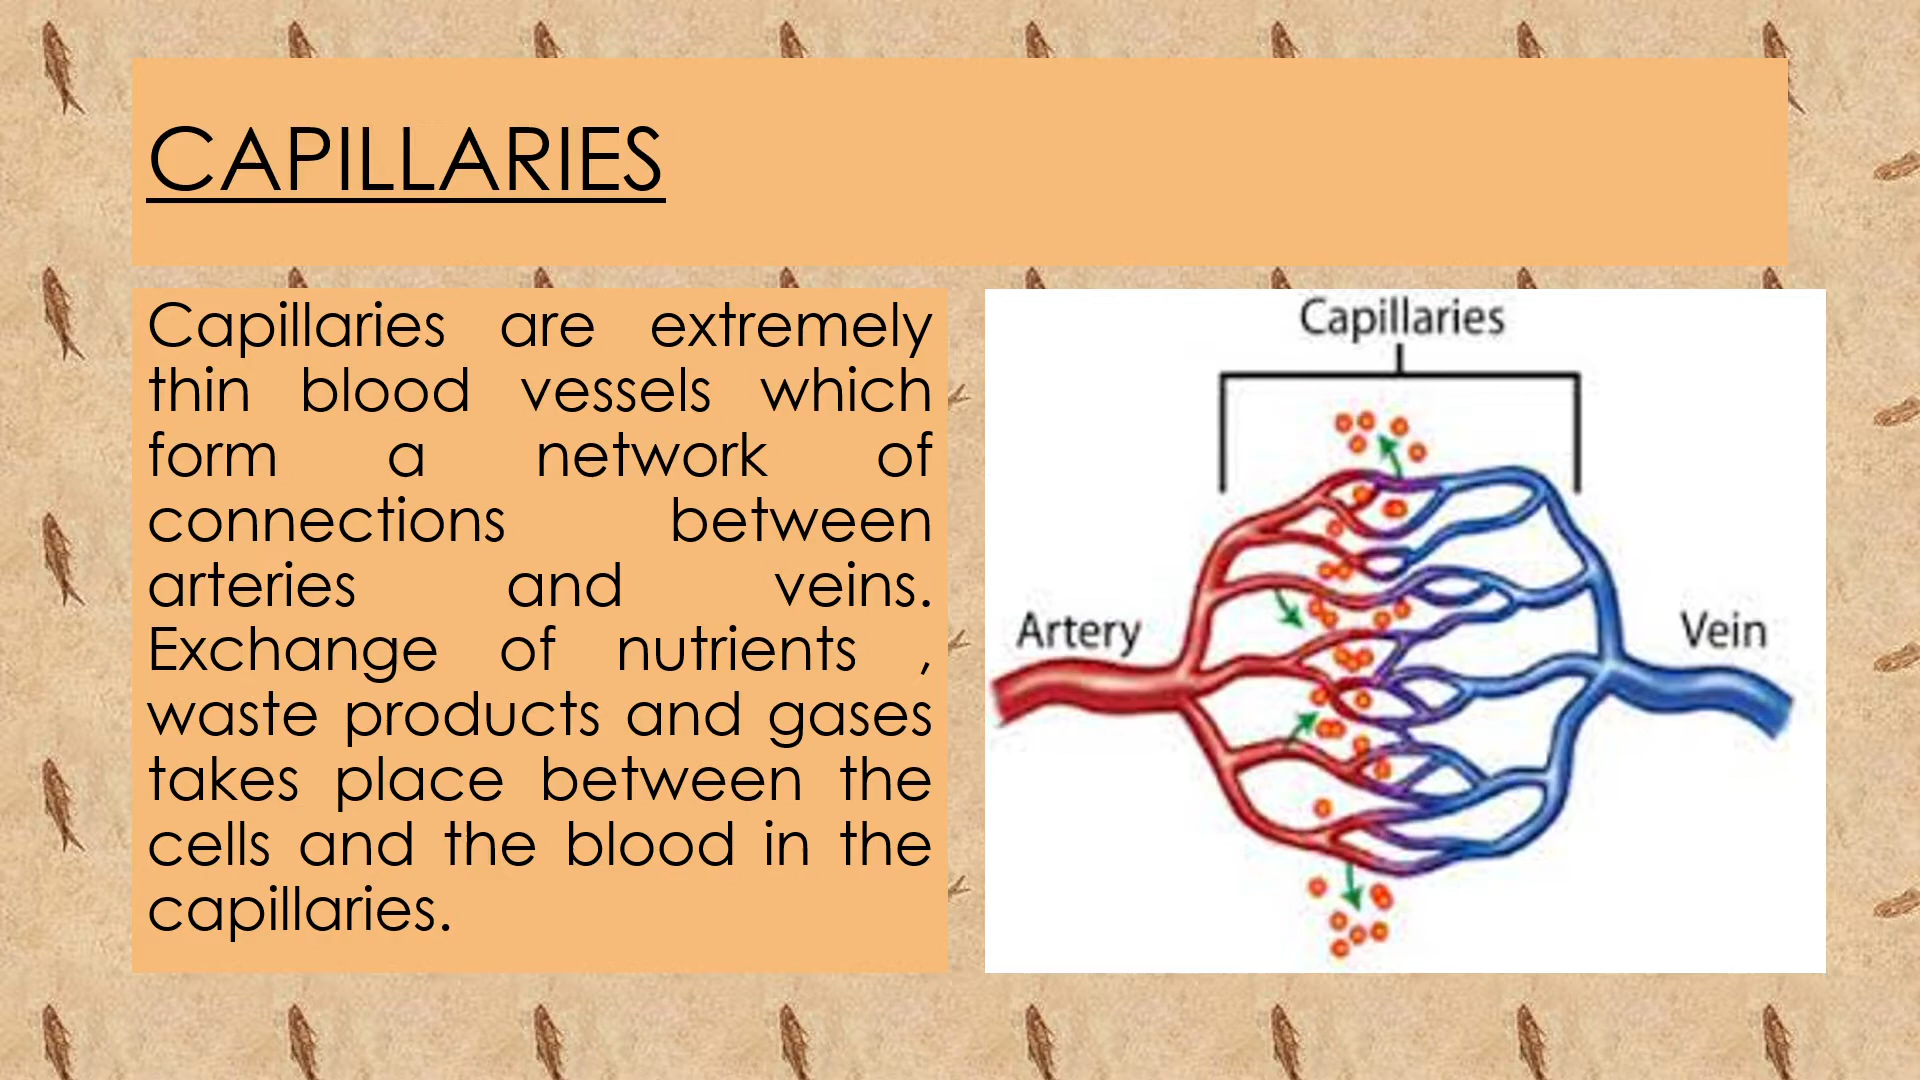 CAPILLARIES
Capillaries are extremely
thin blood vessels which
form a network of
connections between
arteries and veins.
Exchange of nutrients ,
waste products and gases
takes place between the
cells and the blood in the
capillaries.
Capillaries
Artery
Vein